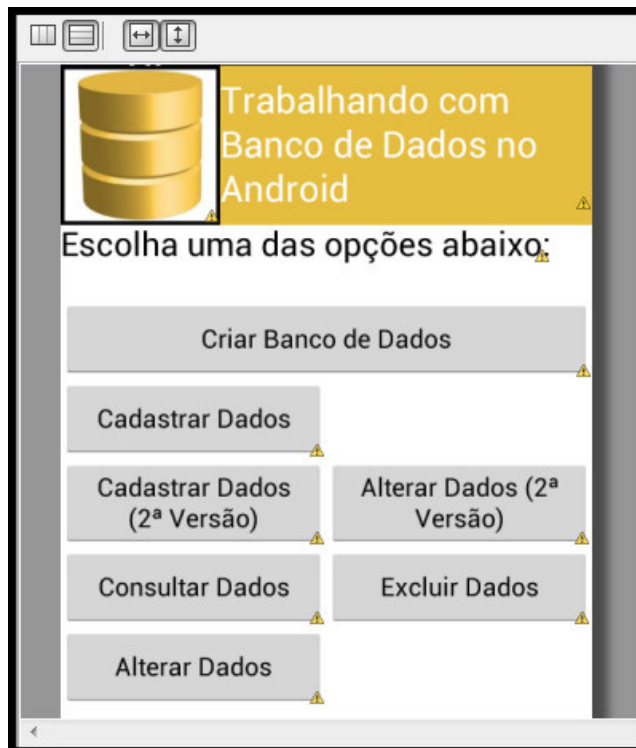 Trabalhando com
Banco de Dados no
Android
Escolha uma das opções abaixo:
Criar Banco de Dados
Cadastrar Dados
Cadastrar Dados
(2ª Versão)
Alterar Dados (2ª
Versão)
Consultar Dados
Excluir Dados
Alterar Dados